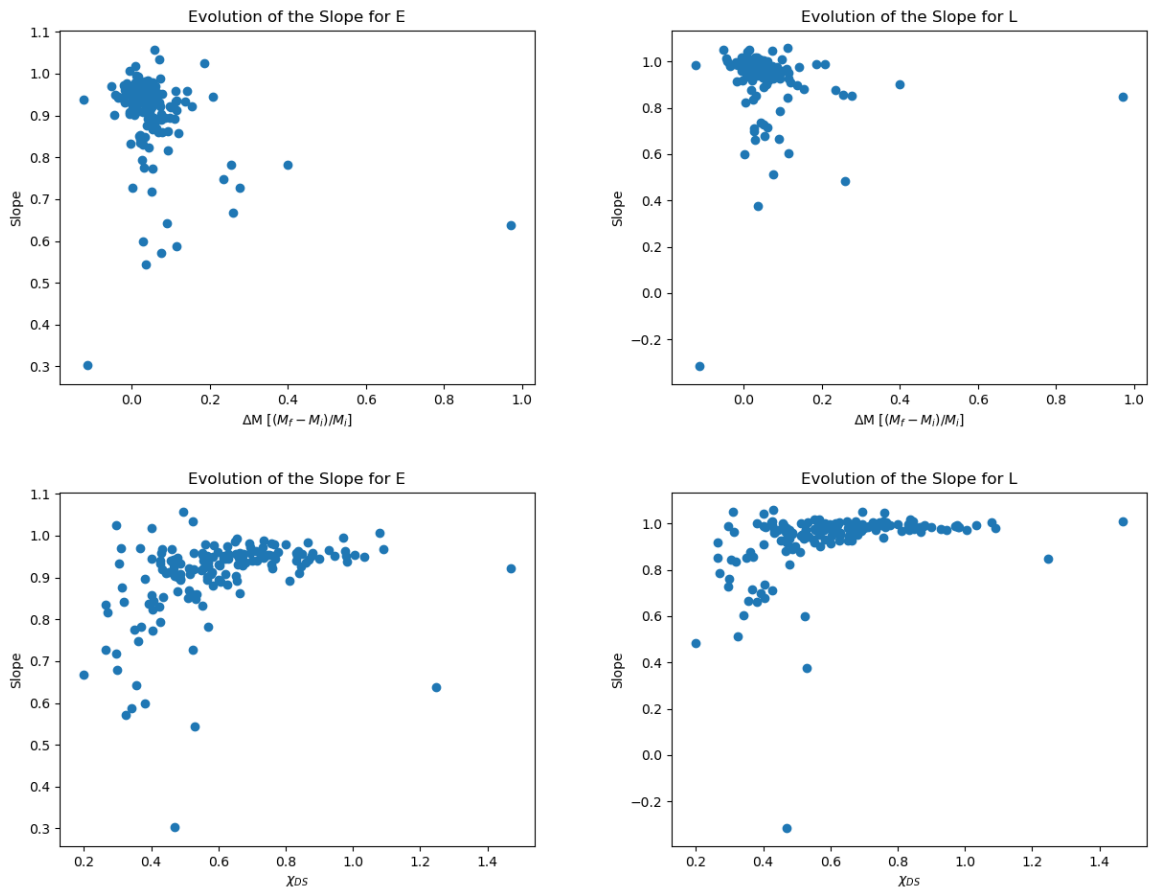 Evolution of the Slope for E
Slope
1.1
1.0
0.9
0.8
0.7
0.6
0.5
0.4
0.3
0.0 0.2 0.4 0.6 0.8 1.0
ΔM [(M_f − M_i)/M_i]
Evolution of the Slope for L
Slope
1.0
0.8
0.6
0.4
0.2
0.0
−0.2
0.0 0.2 0.4 0.6 0.8 1.0
ΔM [(M_f − M_i)/M_i]
Evolution of the Slope for E
Slope
1.1
1.0
0.9
0.8
0.7
0.6
0.5
0.4
0.3
0.2 0.4 0.6 0.8 1.0 1.2 1.4
χ_DS
Evolution of the Slope for L
Slope
1.0
0.8
0.6
0.4
0.2
0.0
−0.2
0.2 0.4 0.6 0.8 1.0 1.2 1.4
χ_DS